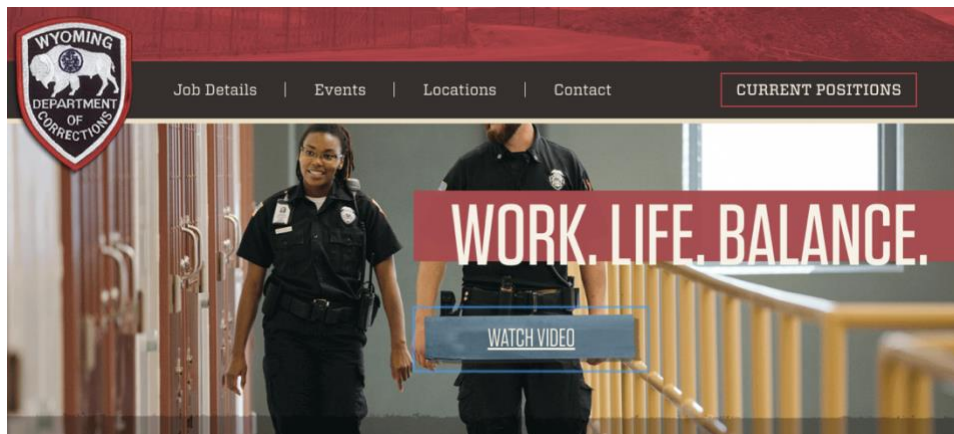 WYOMING
DEPARTMENT
OF
CORRECTIONS
Job Details | Events | Locations | Contact
CURRENT POSITIONS
WORK. LIFE. BALANCE.
WATCH VIDEO